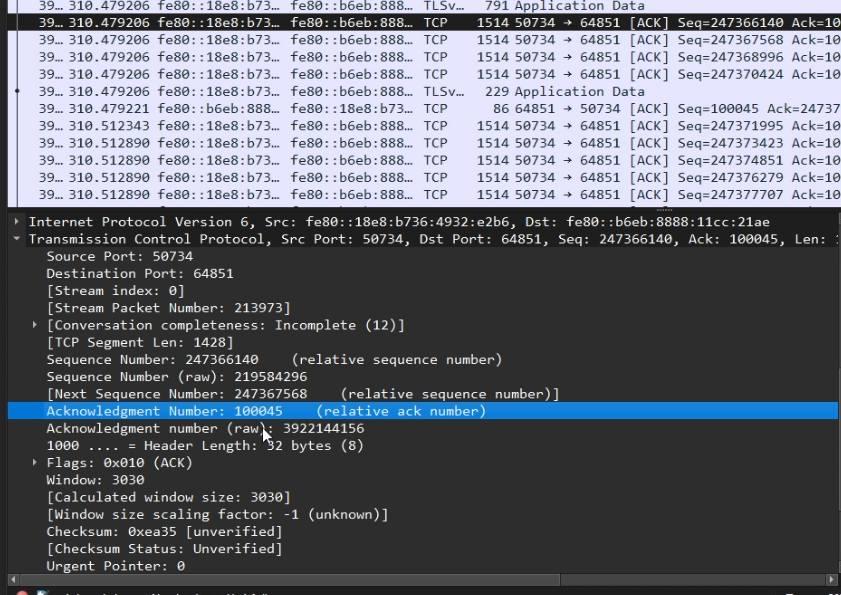 39… 310.479206 fe80::18e8:b73… fe80::b6eb:888… TLSv… 791 Application Data
39… 310.479206 fe80::18e8:b73… fe80::b6eb:888… TCP 1514 50734 → 64851 [ACK] Seq=247366140 Ack=10
39… 310.479206 fe80::18e8:b73… fe80::b6eb:888… TCP 1514 50734 → 64851 [ACK] Seq=247367568 Ack=10
39… 310.479206 fe80::18e8:b73… fe80::b6eb:888… TCP 1514 50734 → 64851 [ACK] Seq=247368996 Ack=10
39… 310.479206 fe80::18e8:b73… fe80::b6eb:888… TCP 1514 50734 → 64851 [ACK] Seq=247370424 Ack=10
39… 310.479206 fe80::18e8:b73… fe80::b6eb:888… TLSv… 229 Application Data
39… 310.479221 fe80::b6eb:888… fe80::18e8:b73… TCP 86 64851 → 50734 [ACK] Seq=100045 Ack=24737
39… 310.512343 fe80::18e8:b73… fe80::b6eb:888… TCP 1514 50734 → 64851 [ACK] Seq=247371995 Ack=10
39… 310.512890 fe80::18e8:b73… fe80::b6eb:888… TCP 1514 50734 → 64851 [ACK] Seq=247373423 Ack=10
39… 310.512890 fe80::18e8:b73… fe80::b6eb:888… TCP 1514 50734 → 64851 [ACK] Seq=247374851 Ack=10
39… 310.512890 fe80::18e8:b73… fe80::b6eb:888… TCP 1514 50734 → 64851 [ACK] Seq=247376279 Ack=10
39… 310.512890 fe80::18e8:b73… fe80::b6eb:888… TCP 1514 50734 → 64851 [ACK] Seq=247377707 Ack=10
Internet Protocol Version 6, Src: fe80::18e8:b736:4932:e2b6, Dst: fe80::b6eb:8888:11cc:21ae
Transmission Control Protocol, Src Port: 50734, Dst Port: 64851, Seq: 247366140, Ack: 100045, Len:
Source Port: 50734
Destination Port: 64851
[Stream index: 0]
[Stream Packet Number: 213973]
[Conversation completeness: Incomplete (12)]
[TCP Segment Len: 1428]
Sequence Number: 247366140 (relative sequence number)
Sequence Number (raw): 219584296
[Next Sequence Number: 247367568 (relative sequence number)]
Acknowledgment Number: 100045 (relative ack number)
Acknowledgment number (raw): 3922144156
1000 .... = Header Length: 32 bytes (8)
Flags: 0x010 (ACK)
Window: 3030
[Calculated window size: 3030]
[Window size scaling factor: -1 (unknown)]
Checksum: 0xea35 [unverified]
[Checksum Status: Unverified]
Urgent Pointer: 0